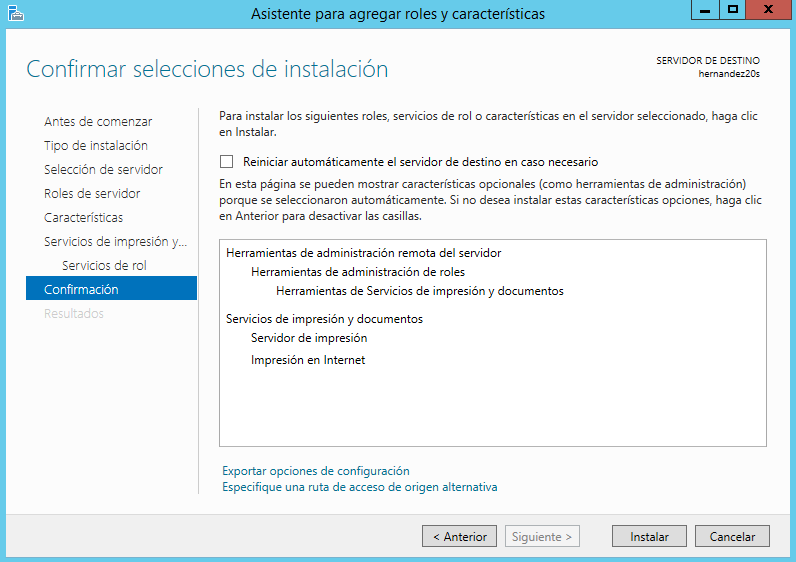 Asistente para agregar roles y características
Confirmar selecciones de instalación
SERVIDOR DE DESTINO
hernandez20s
Antes de comenzar
Tipo de instalación
Selección de servidor
Roles de servidor
Características
Servicios de impresión y...
Servicios de rol
Confirmación
Resultados
Para instalar los siguientes roles, servicios de rol o características en el servidor seleccionado, haga clic
en Instalar.
Reiniciar automáticamente el servidor de destino en caso necesario
En esta página se pueden mostrar características opcionales (como herramientas de administración)
porque se seleccionaron automáticamente. Si no desea instalar estas características opciones, haga clic
en Anterior para desactivar las casillas.
Herramientas de administración remota del servidor
Herramientas de administración de roles
Herramientas de Servicios de impresión y documentos
Servicios de impresión y documentos
Servidor de impresión
Impresión en Internet
Exportar opciones de configuración
Especifique una ruta de acceso de origen alternativa
< Anterior
Siguiente >
Instalar
Cancelar